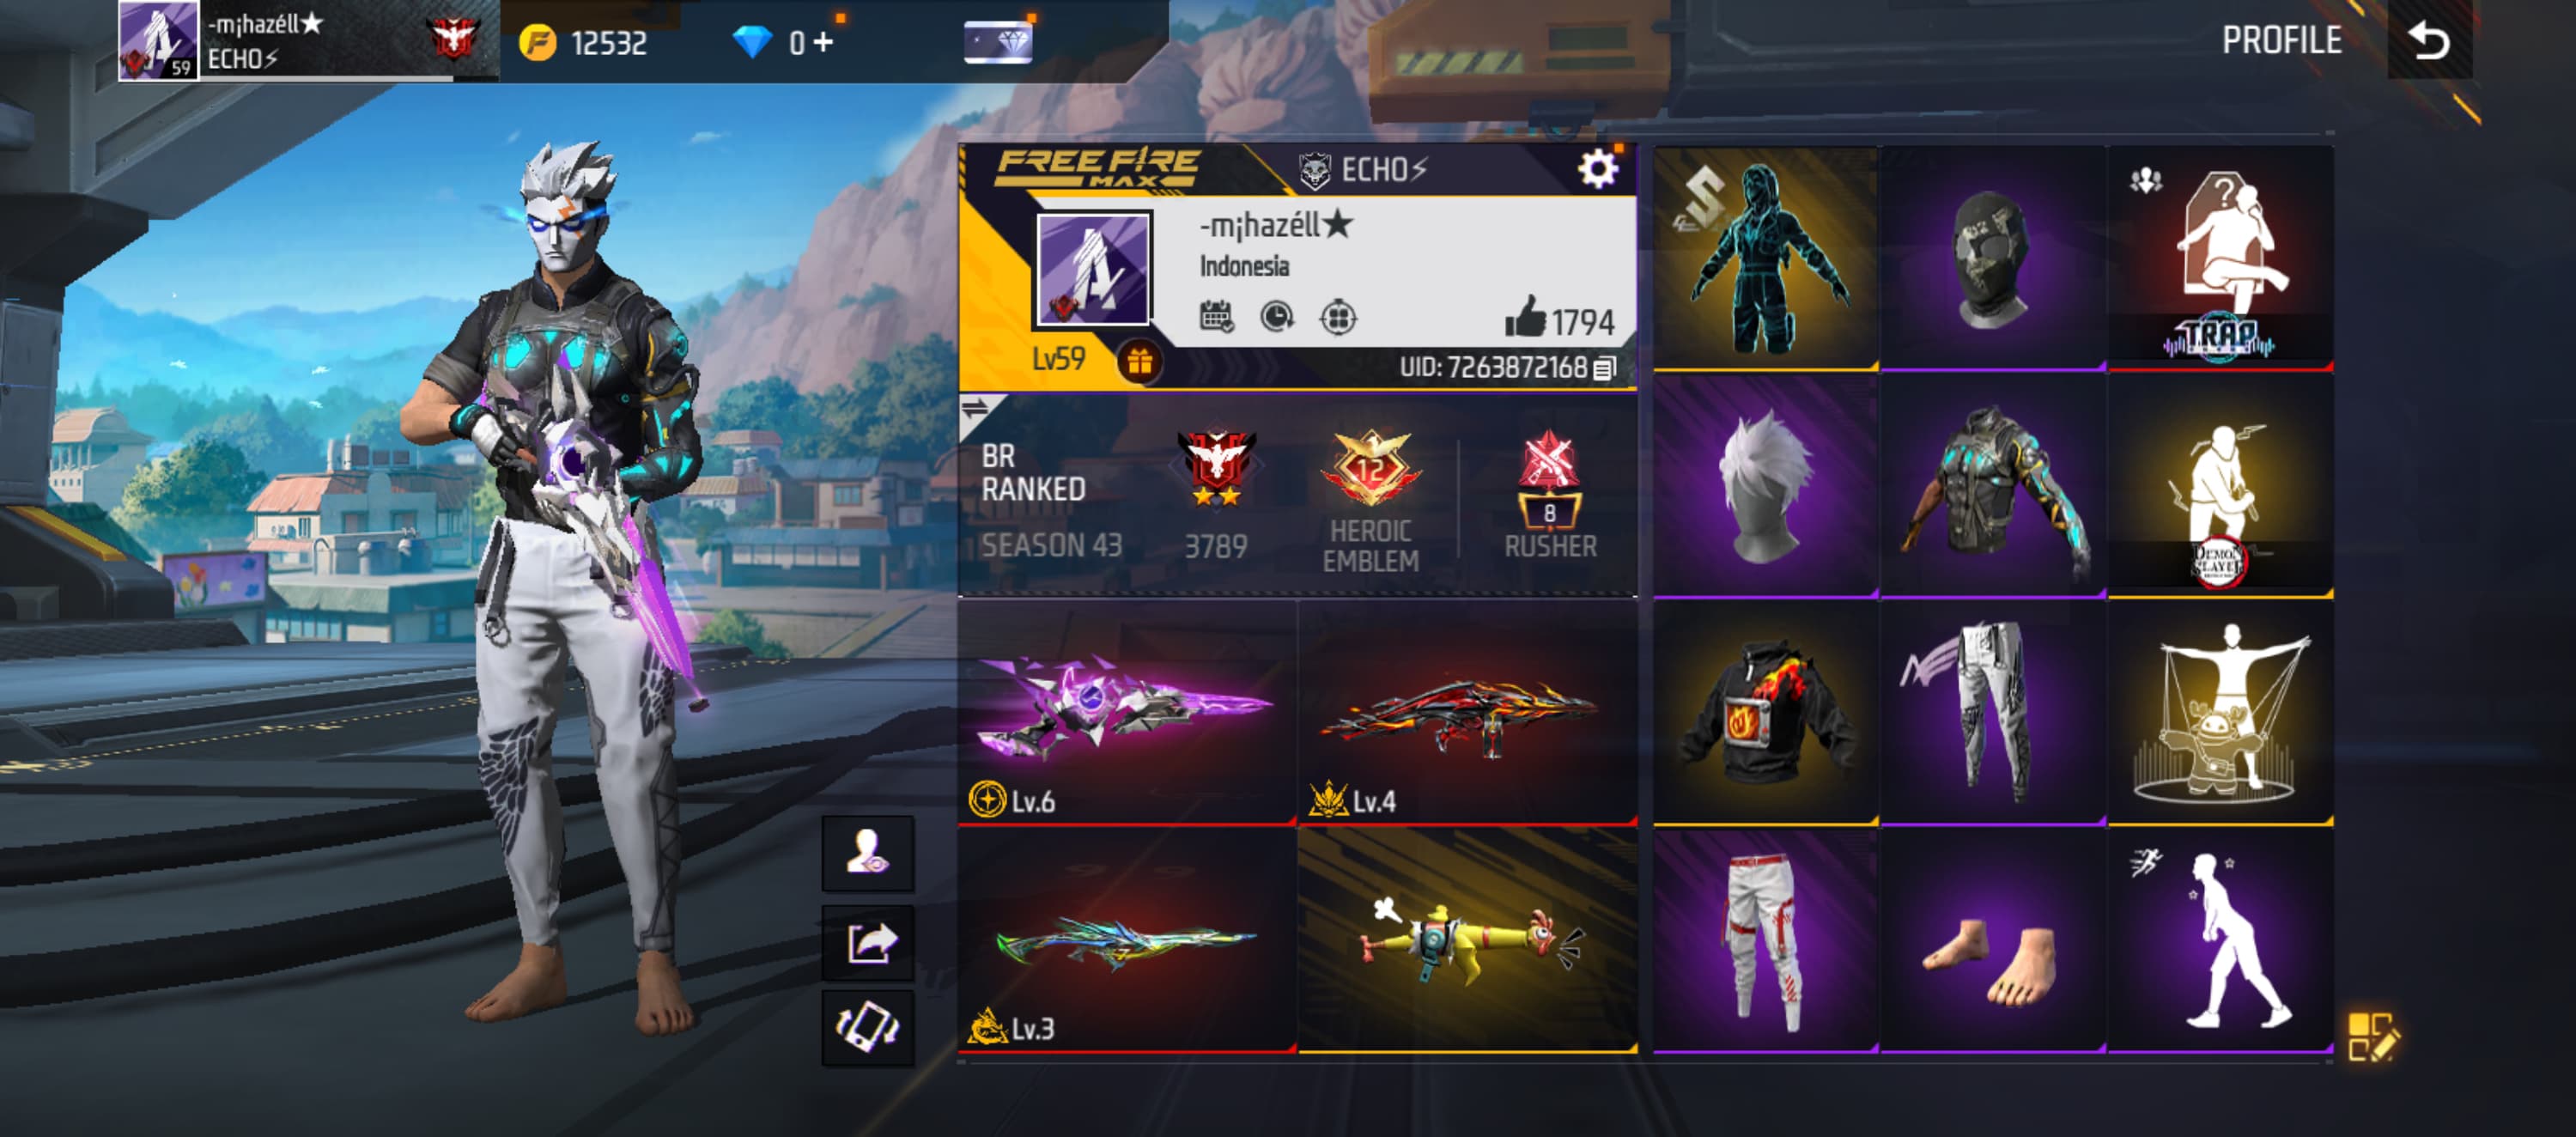 -m¡hazéll★
ECHO⚡
59
12532
0 +
PROFILE
FREE FIRE
MAX
ECHO⚡
-m¡hazéll★
Indonesia
1794
Lv59
UID: 7263872168
BR
RANKED
SEASON 43
3789
12
HEROIC
EMBLEM
8
RUSHER
Lv.6
Lv.4
Lv.3
TRAP
DEMON
SLAYER